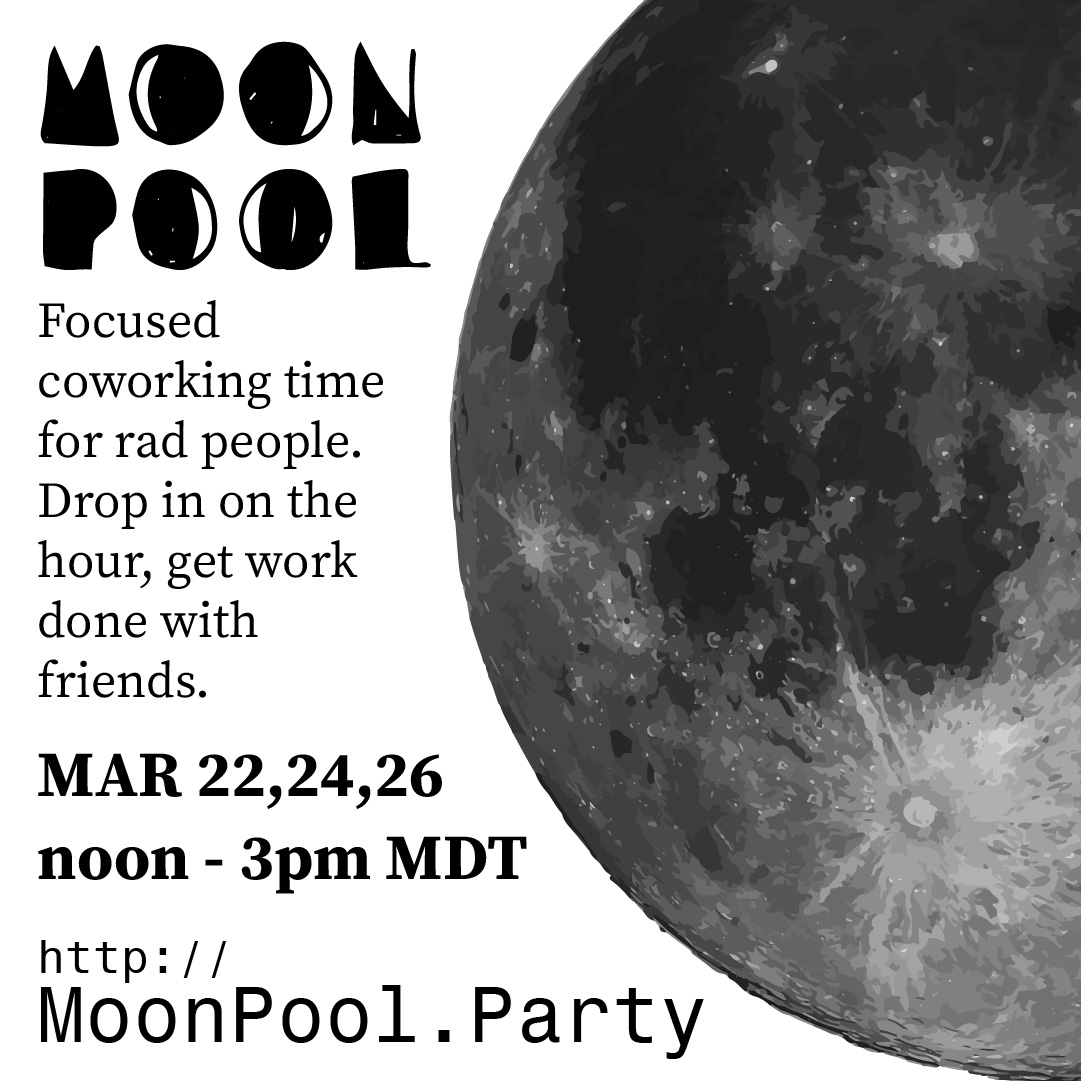 MOON
POOL
Focused
coworking time
for rad people.
Drop in on the
hour, get work
done with
friends.
MAR 22,24,26
noon - 3pm MDT
http://
MoonPool.Party